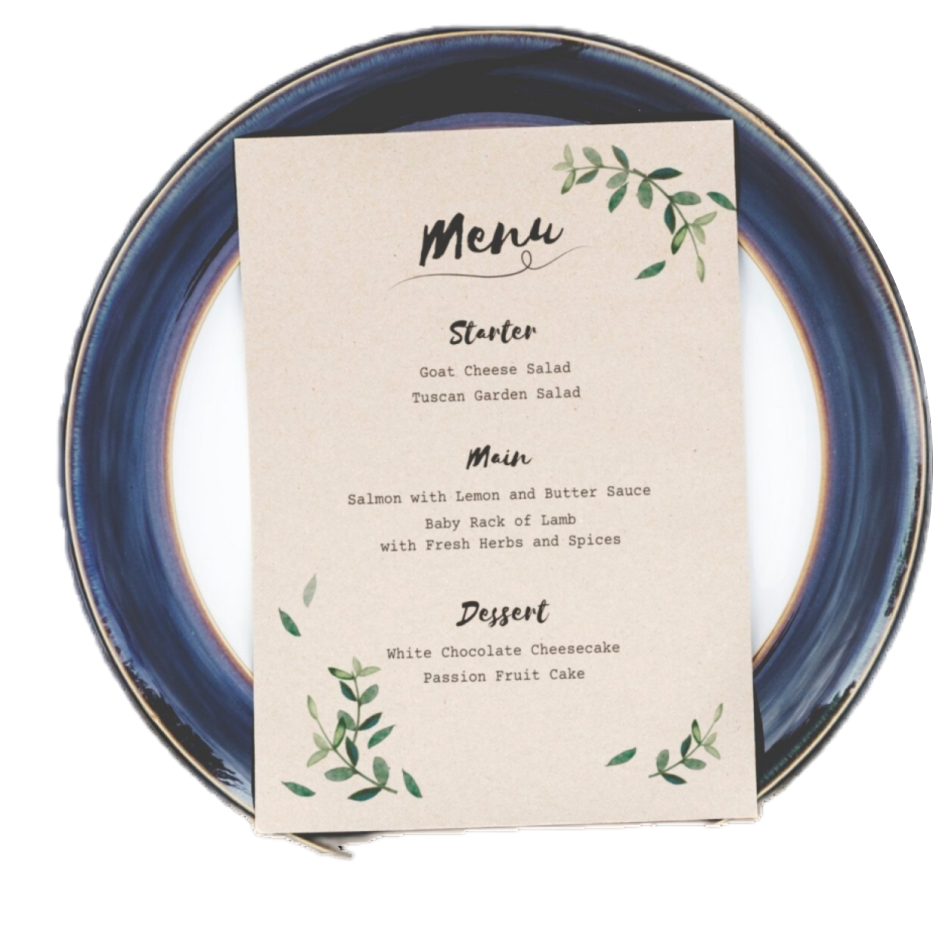 Menu
Starter
Goat Cheese Salad
Tuscan Garden Salad
Main
Salmon with Lemon and Butter Sauce
Baby Rack of Lamb
with Fresh Herbs and Spices
Dessert
White Chocolate Cheesecake
Passion Fruit Cake